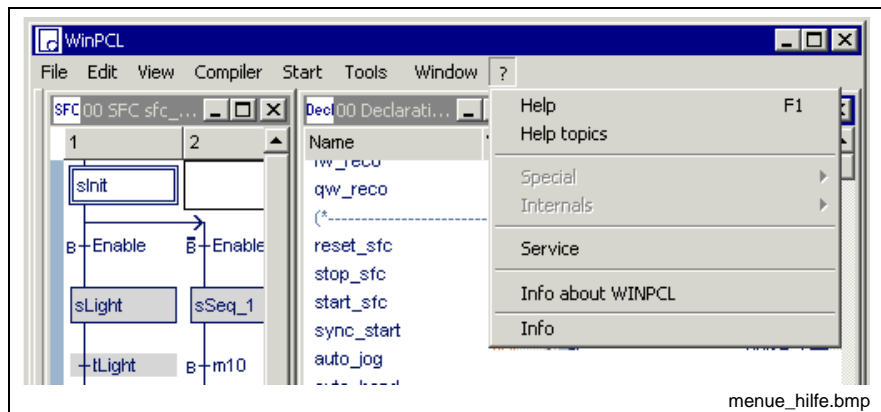 WinPCL
File Edit View Compiler Start Tools Window ?
SFC 00 SFC sfc_...
1 2
sInit
B Enable B̅ Enable
sLight sSeq_1
tLight B m10
Decl 00 Declarati...
Name
qw_reco
(*-------------------------
reset_sfc
stop_sfc
start_sfc
sync_start
auto_jog
Help F1
Help topics
Special
Internals
Service
Info about WINPCL
Info
menue_hilfe.bmp